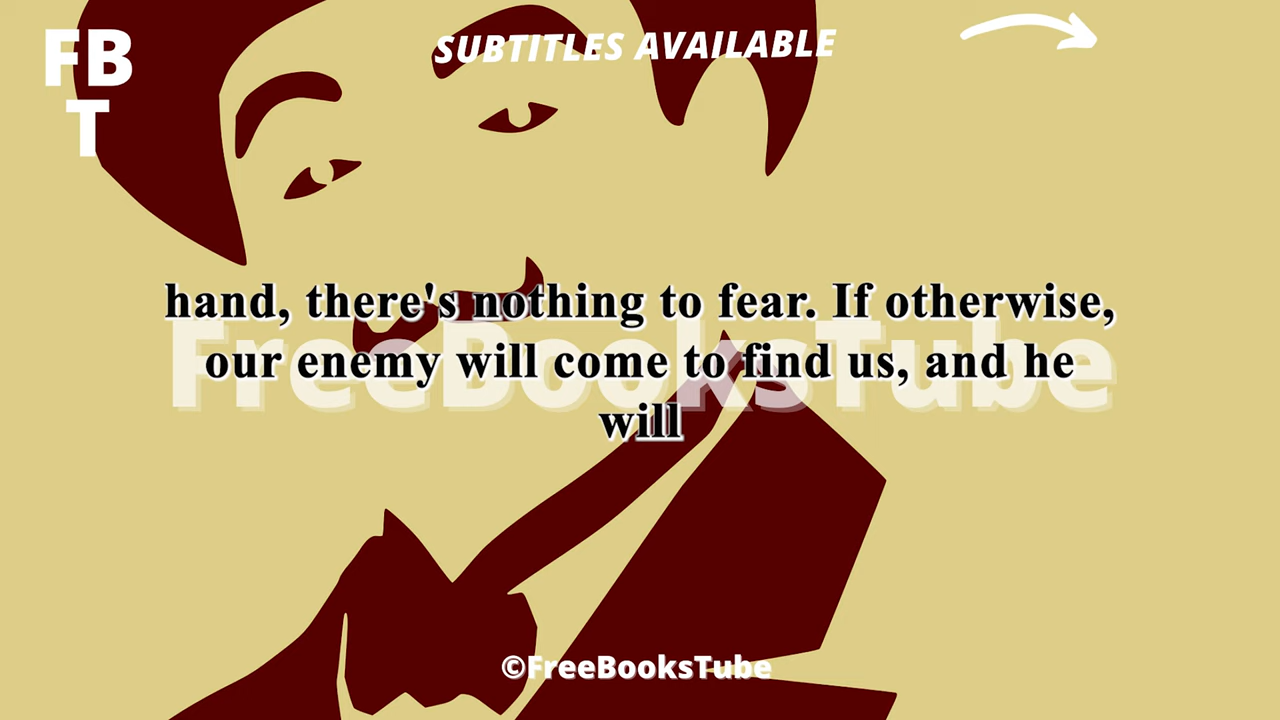 FB
T
SUBTITLES AVAILABLE
hand, there's nothing to fear. If otherwise,
our enemy will come to find us, and he
will
FreeBooksTube
©FreeBooksTube